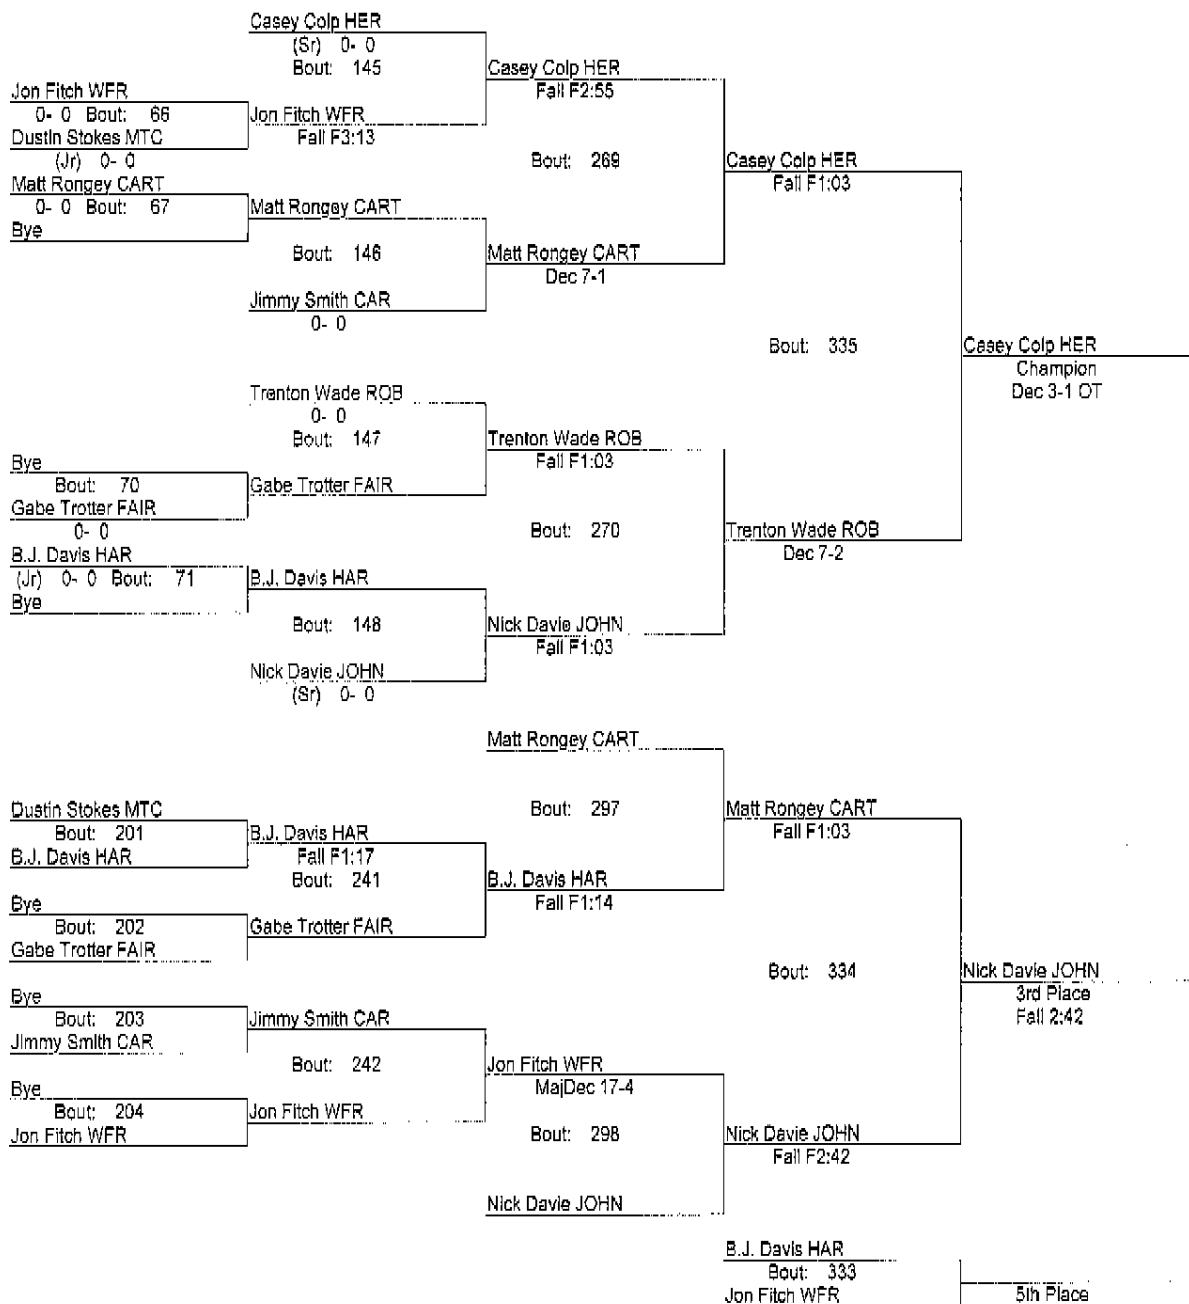 Casey Colp HER
(Sr) 0- 0
Bout: 145
Casey Colp HER
Fall F2:55
Jon Fitch WFR
0- 0 Bout: 66
Jon Fitch WFR
Fall F3:13
Dustin Stokes MTC
(Jr) 0- 0
Bout: 269
Casey Colp HER
Fall F1:03
Matt Rongey CART
0- 0 Bout: 67
Matt Rongey CART
Bye
Bout: 146
Matt Rongey CART
Dec 7-1
Jimmy Smith CAR
0- 0
Bout: 335
Casey Colp HER
Champion
Dec 3-1 OT
Trenton Wade ROB
0- 0
Bout: 147
Trenton Wade ROB
Fall F1:03
Bye
Bout: 70
Gabe Trotter FAIR
Gabe Trotter FAIR
0- 0
Bout: 270
Trenton Wade ROB
Dec 7-2
B.J. Davis HAR
(Jr) 0- 0 Bout: 71
B.J. Davis HAR
Bye
Bout: 148
Nick Davie JOHN
Fall F1:03
Nick Davie JOHN
(Sr) 0- 0
Matt Rongey CART
Dustin Stokes MTC
Bout: 297
Matt Rongey CART
Fall F1:03
Bout: 201
B.J. Davis HAR
Fall F1:17
B.J. Davis HAR
Bout: 241
B.J. Davis HAR
Fall F1:14
Bye
Bout: 202
Gabe Trotter FAIR
Gabe Trotter FAIR
Bout: 334
Nick Davie JOHN
3rd Place
Fall 2:42
Bye
Bout: 203
Jimmy Smith CAR
Jimmy Smith CAR
Bout: 242
Jon Fitch WFR
MajDec 17-4
Bye
Bout: 204
Jon Fitch WFR
Jon Fitch WFR
Bout: 298
Nick Davie JOHN
Fall F2:42
Nick Davie JOHN
B.J. Davis HAR
Bout: 333
Jon Fitch WFR
5th Place